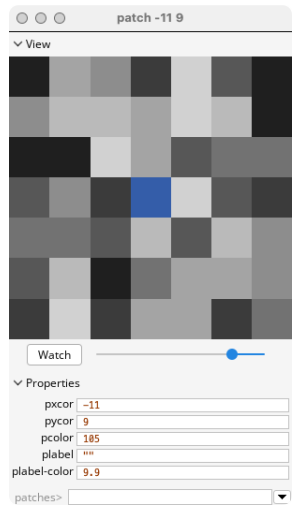 patch -11 9
View
Watch
Properties
pxcor -11
pycor 9
pcolor 105
plabel ""
plabel-color 9.9
patches>